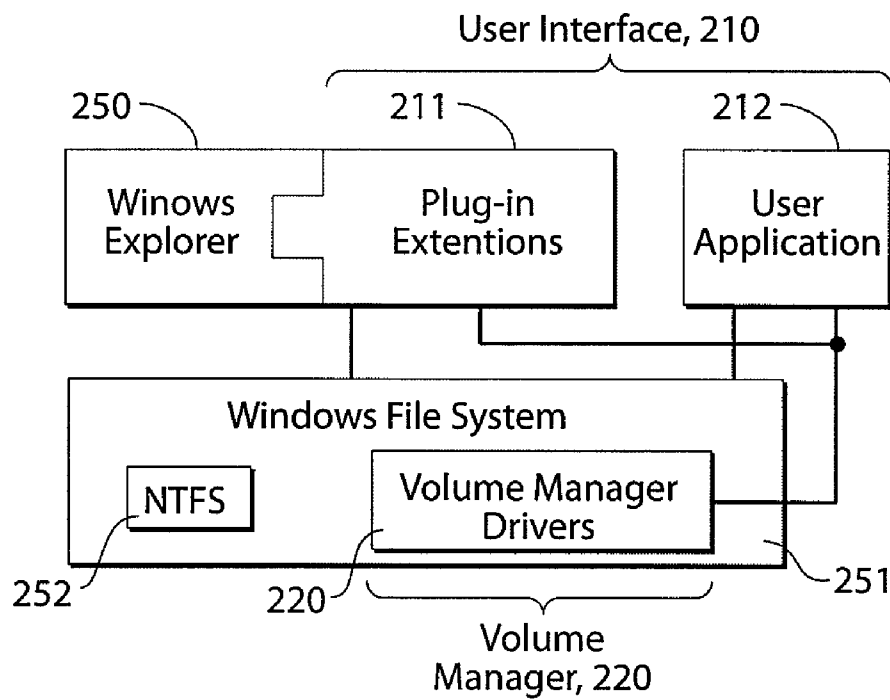 User Interface, 210
250
211
212
Winows
Explorer
Plug-in
Extentions
User
Application
Windows File System
NTFS
Volume Manager
Drivers
252
220
251
Volume
Manager, 220